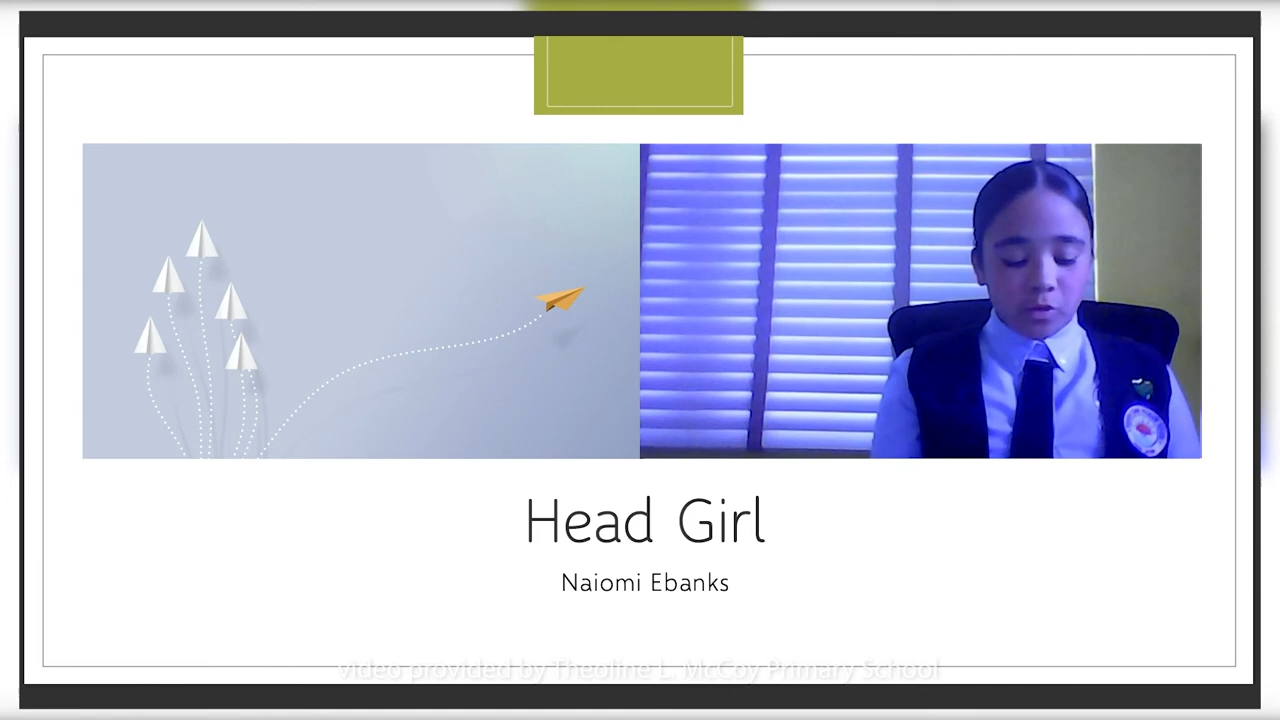 Head Girl
Naiomi Ebanks
video provided by Theoline L. McCoy Primary School